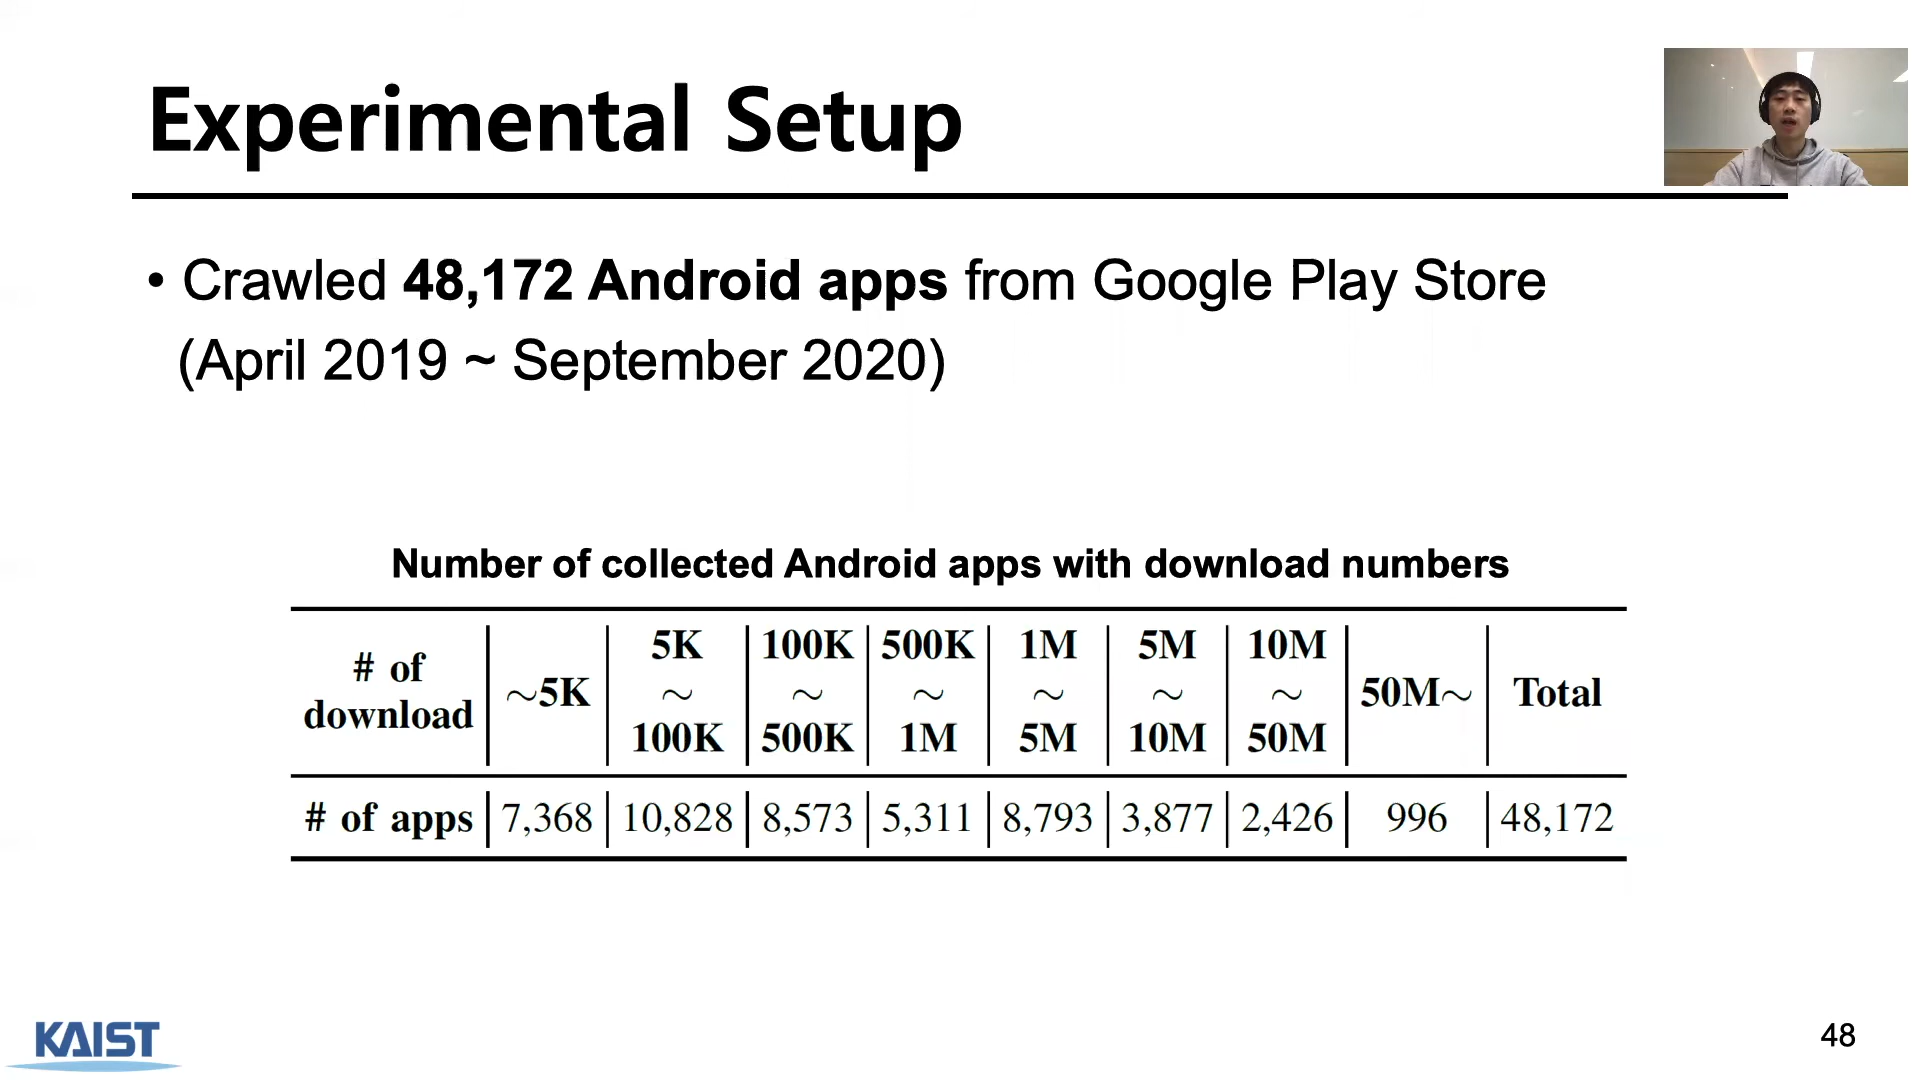 Experimental Setup
• Crawled 48,172 Android apps from Google Play Store
(April 2019 ~ September 2020)
Number of collected Android apps with download numbers
# of download | ~5K | 5K ~ 100K | 100K ~ 500K | 500K ~ 1M | 1M ~ 5M | 5M ~ 10M | 10M ~ 50M | 50M~ | Total
# of apps | 7,368 | 10,828 | 8,573 | 5,311 | 8,793 | 3,877 | 2,426 | 996 | 48,172
KAIST
48